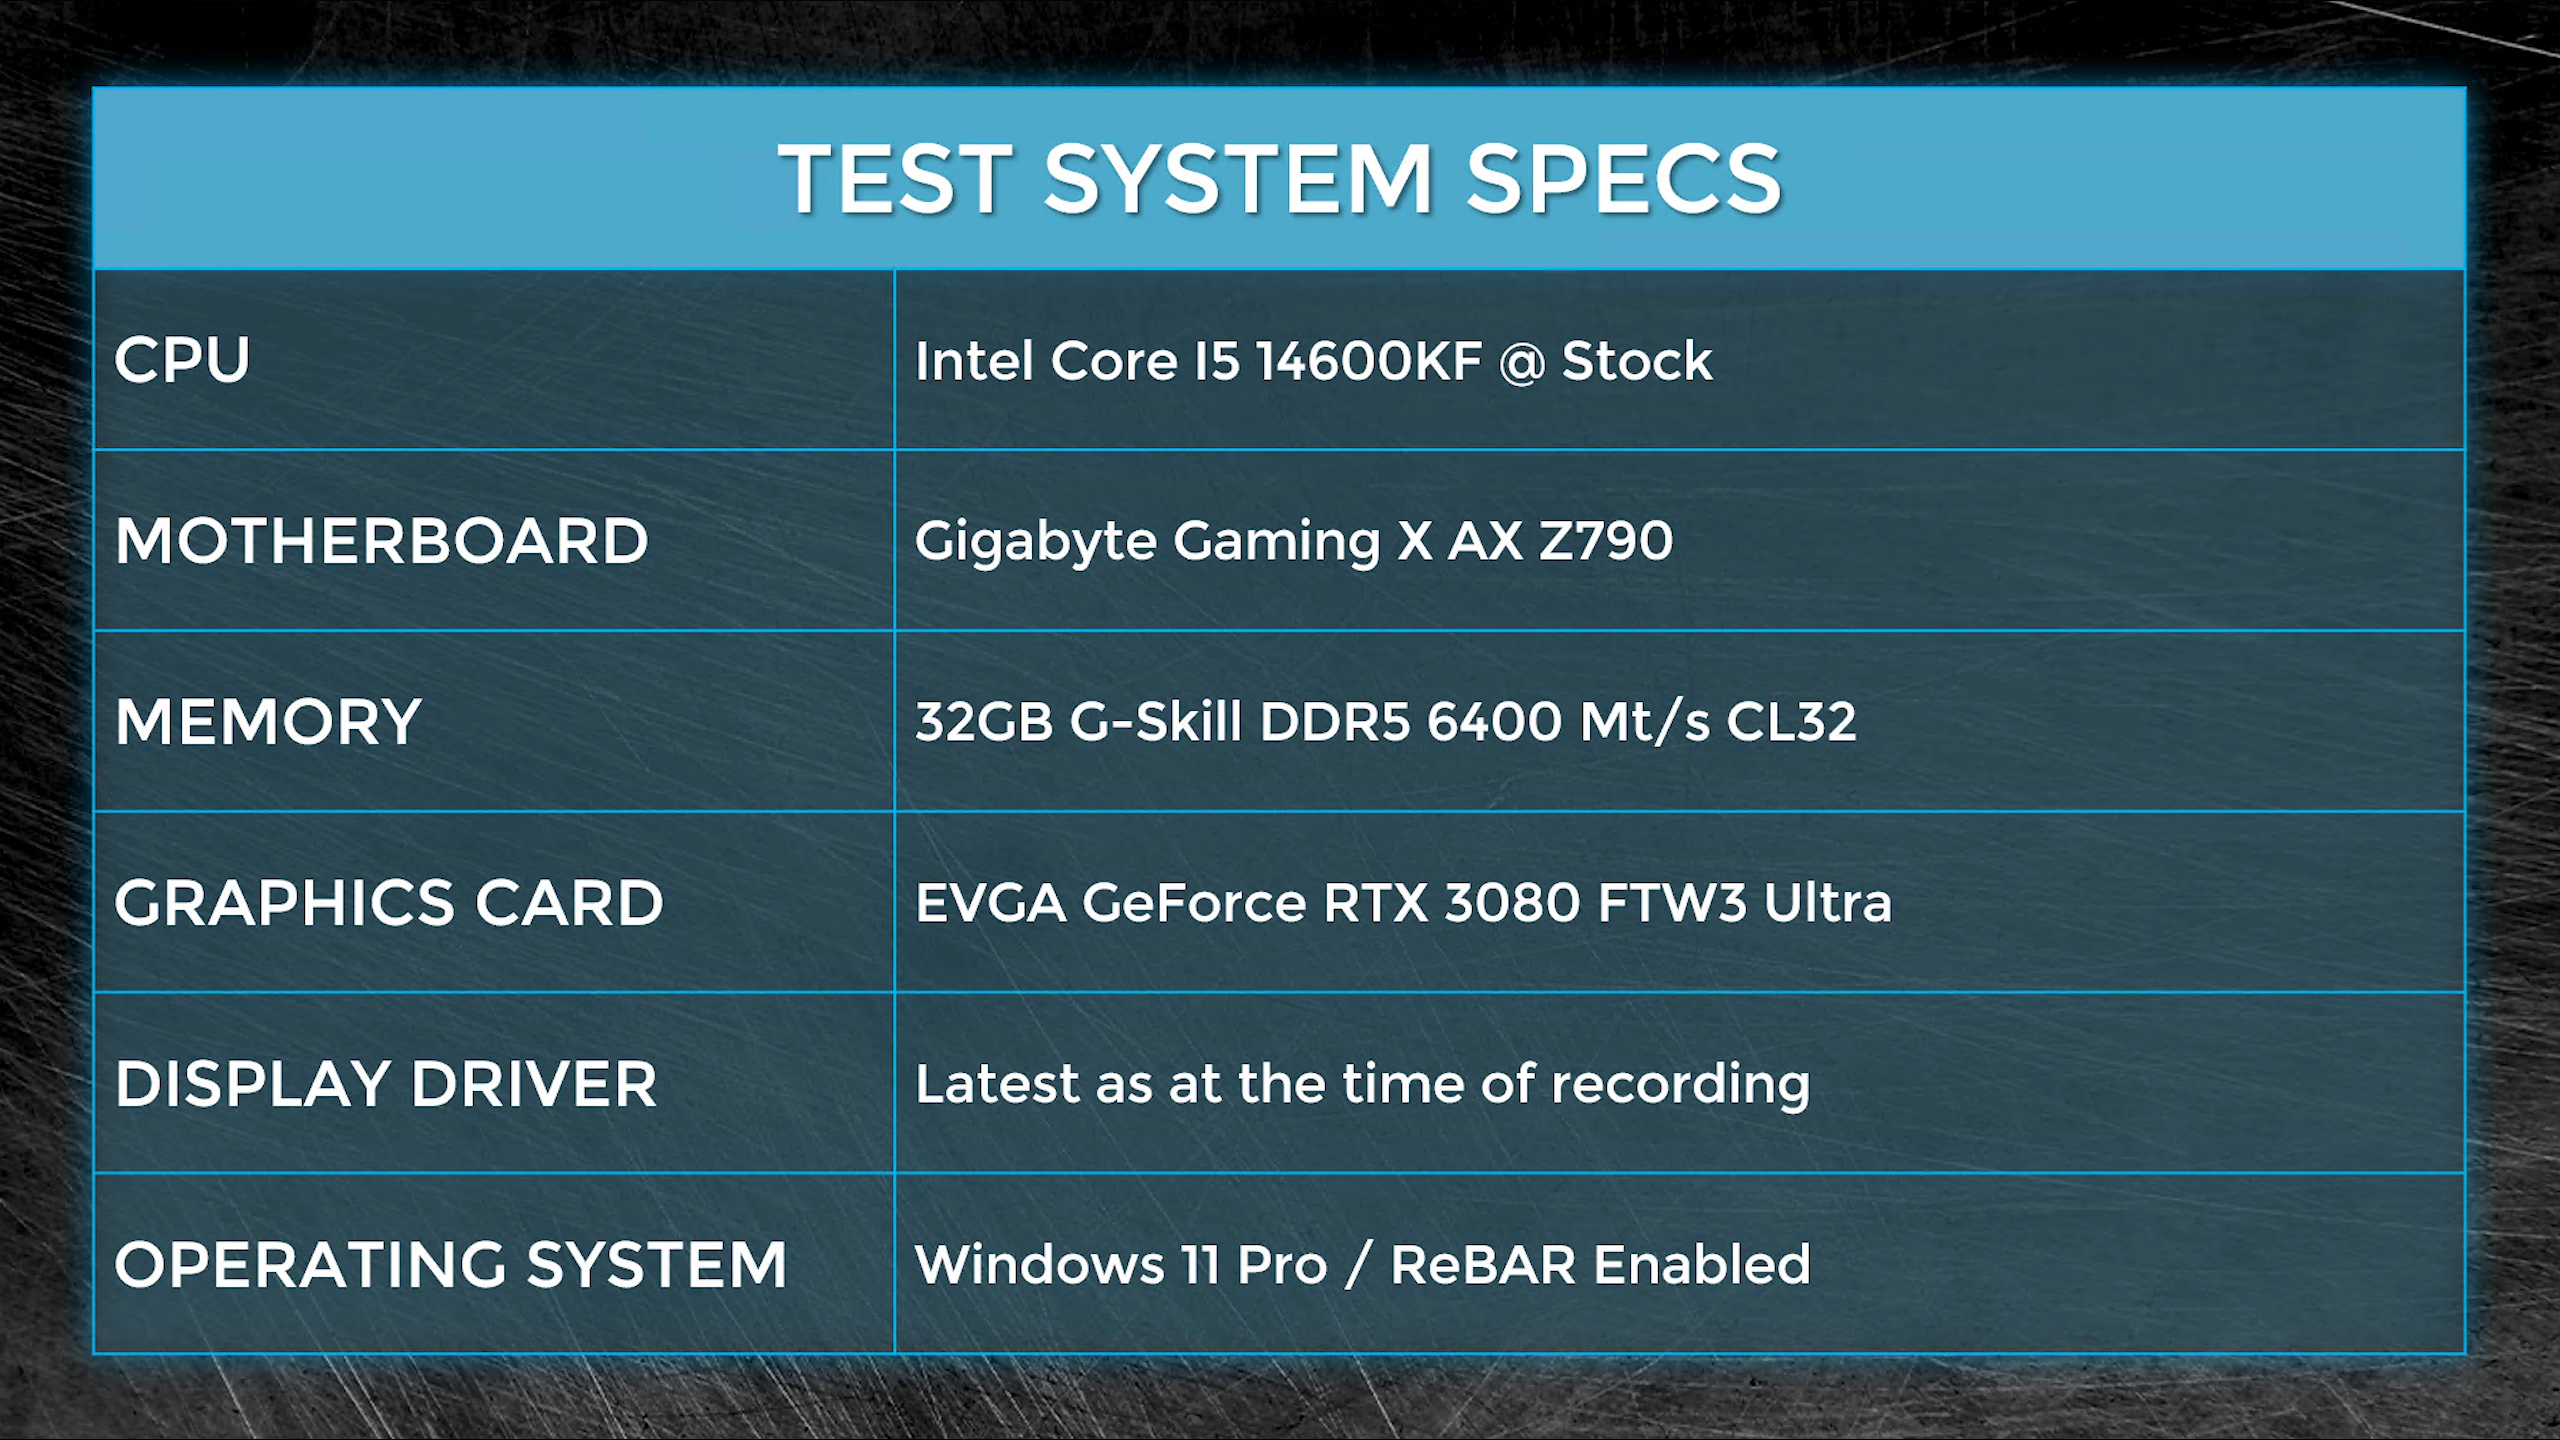 TEST SYSTEM SPECS
CPU
Intel Core I5 14600KF @ Stock
MOTHERBOARD
Gigabyte Gaming X AX Z790
MEMORY
32GB G-Skill DDR5 6400 Mt/s CL32
GRAPHICS CARD
EVGA GeForce RTX 3080 FTW3 Ultra
DISPLAY DRIVER
Latest as at the time of recording
OPERATING SYSTEM
Windows 11 Pro / ReBAR Enabled